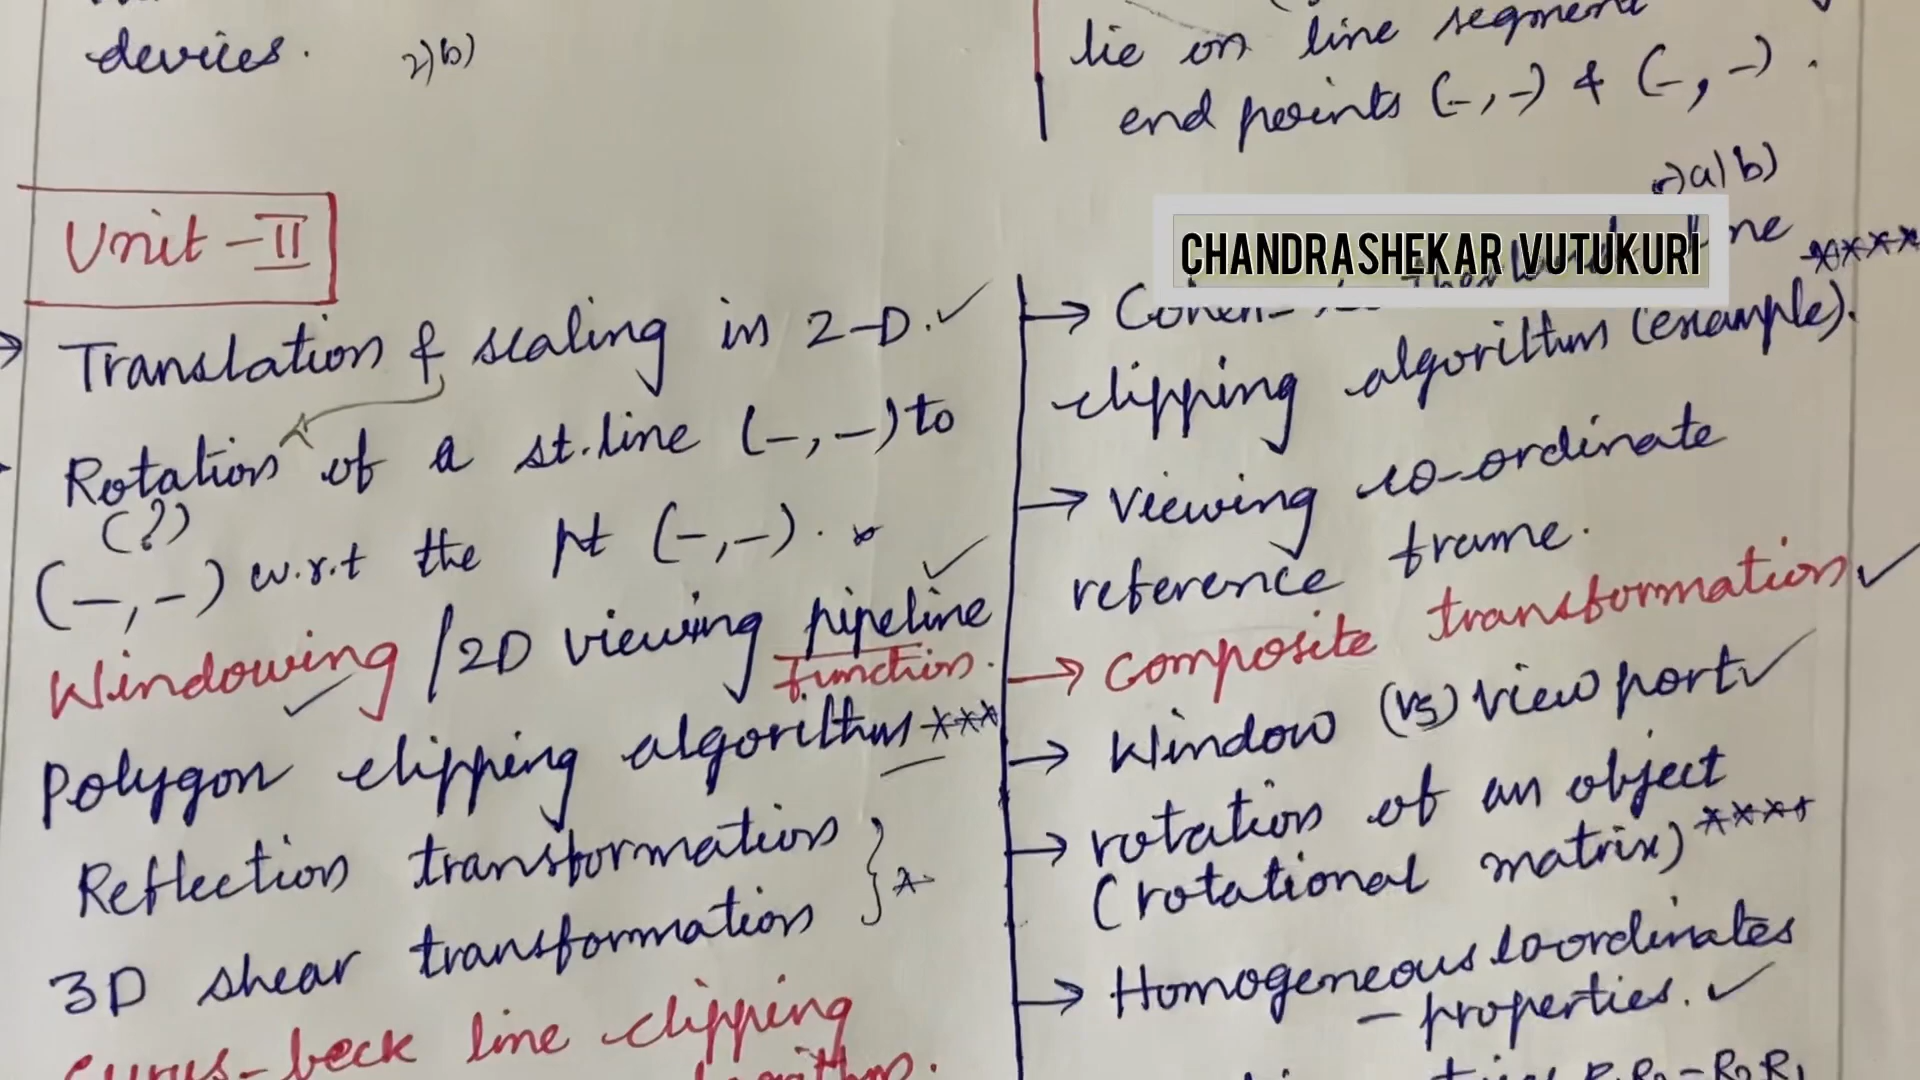 devices. 2)b)
Unit - II
Translation & scaling in 2-D.
Rotation of a st.line (-,-) to
(?)
(-,-) w.r.t the pt (-,-).
Windowing / 2D viewing pipeline
function.
Polygon clipping algorithm ***
Reflection transformation
3D shear transformation
beck line clipping
lie on line segment
end points (-,-) & (-,-).
a|b)
CHANDRASHEKAR VUTUKURI
****
→ Cohen-
clipping algorithm (example).
→ viewing co-ordinate
reference frame.
→ composite transformation
→ Window (vs) view port
→ rotation of an object
(rotational matrix) ****
→ Homogeneous coordinates
- properties.